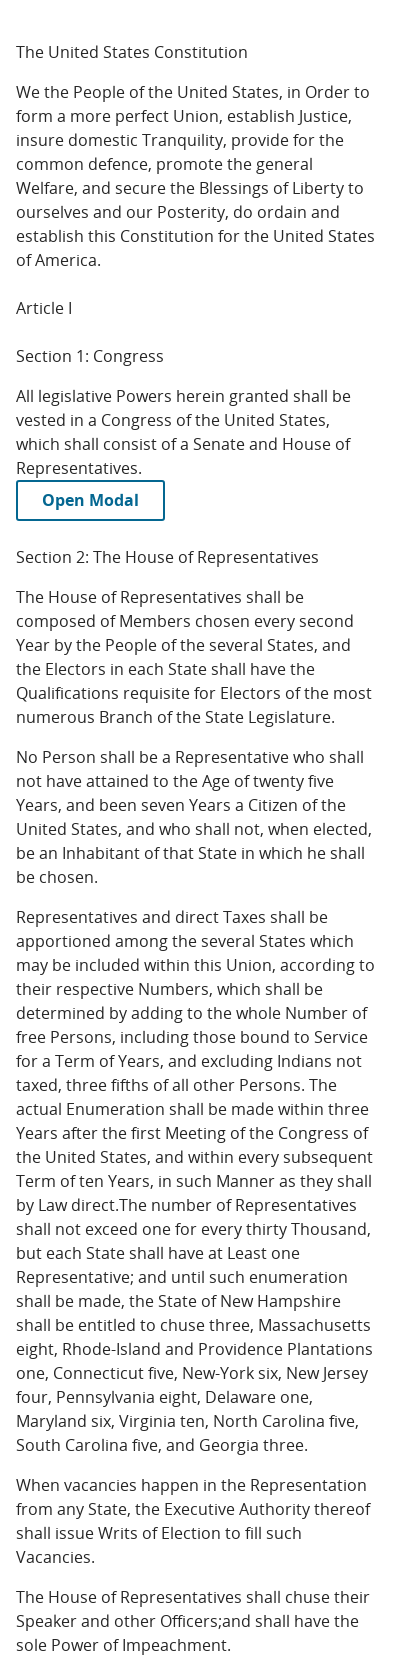 The United States Constitution
We the People of the United States, in Order to
form a more perfect Union, establish Justice,
insure domestic Tranquility, provide for the
common defence, promote the general
Welfare, and secure the Blessings of Liberty to
ourselves and our Posterity, do ordain and
establish this Constitution for the United States
of America.
Article I
Section 1: Congress
All legislative Powers herein granted shall be
vested in a Congress of the United States,
which shall consist of a Senate and House of
Representatives.
Open Modal
Section 2: The House of Representatives
The House of Representatives shall be
composed of Members chosen every second
Year by the People of the several States, and
the Electors in each State shall have the
Qualifications requisite for Electors of the most
numerous Branch of the State Legislature.
No Person shall be a Representative who shall
not have attained to the Age of twenty five
Years, and been seven Years a Citizen of the
United States, and who shall not, when elected,
be an Inhabitant of that State in which he shall
be chosen.
Representatives and direct Taxes shall be
apportioned among the several States which
may be included within this Union, according to
their respective Numbers, which shall be
determined by adding to the whole Number of
free Persons, including those bound to Service
for a Term of Years, and excluding Indians not
taxed, three fifths of all other Persons. The
actual Enumeration shall be made within three
Years after the first Meeting of the Congress of
the United States, and within every subsequent
Term of ten Years, in such Manner as they shall
by Law direct.The number of Representatives
shall not exceed one for every thirty Thousand,
but each State shall have at Least one
Representative; and until such enumeration
shall be made, the State of New Hampshire
shall be entitled to chuse three, Massachusetts
eight, Rhode-Island and Providence Plantations
one, Connecticut five, New-York six, New Jersey
four, Pennsylvania eight, Delaware one,
Maryland six, Virginia ten, North Carolina five,
South Carolina five, and Georgia three.
When vacancies happen in the Representation
from any State, the Executive Authority thereof
shall issue Writs of Election to fill such
Vacancies.
The House of Representatives shall chuse their
Speaker and other Officers;and shall have the
sole Power of Impeachment.